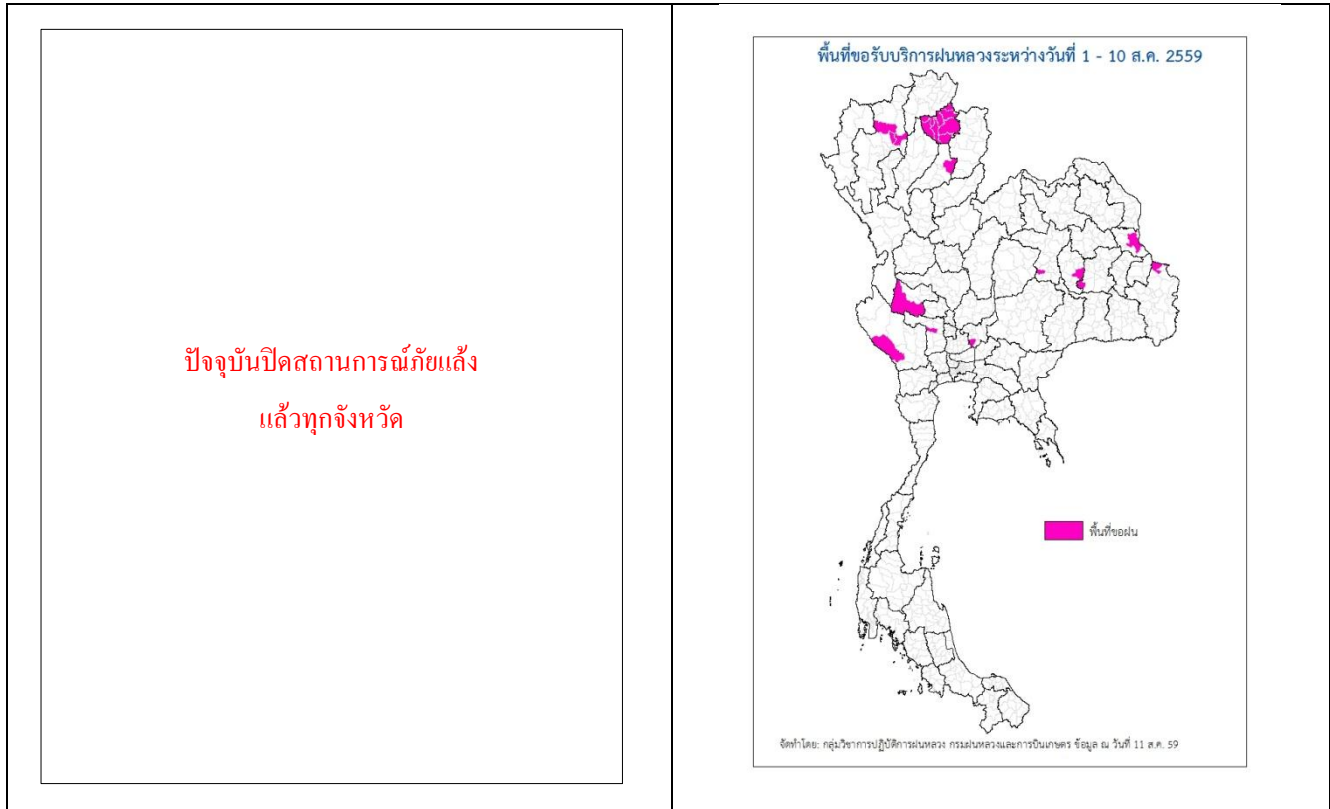 ปัจจุบันปิดสถานการณ์ภัยแล้ง
แล้วทุกจังหวัด
พื้นที่ขอรับบริการฝนหลวงระหว่างวันที่ 1 - 10 ส.ค. 2559
พื้นที่ขอฝน
จัดทำโดย: กลุ่มวิชาการปฏิบัติการฝนหลวง กรมฝนหลวงและการบินเกษตร ข้อมูล ณ วันที่ 11 ส.ค. 59